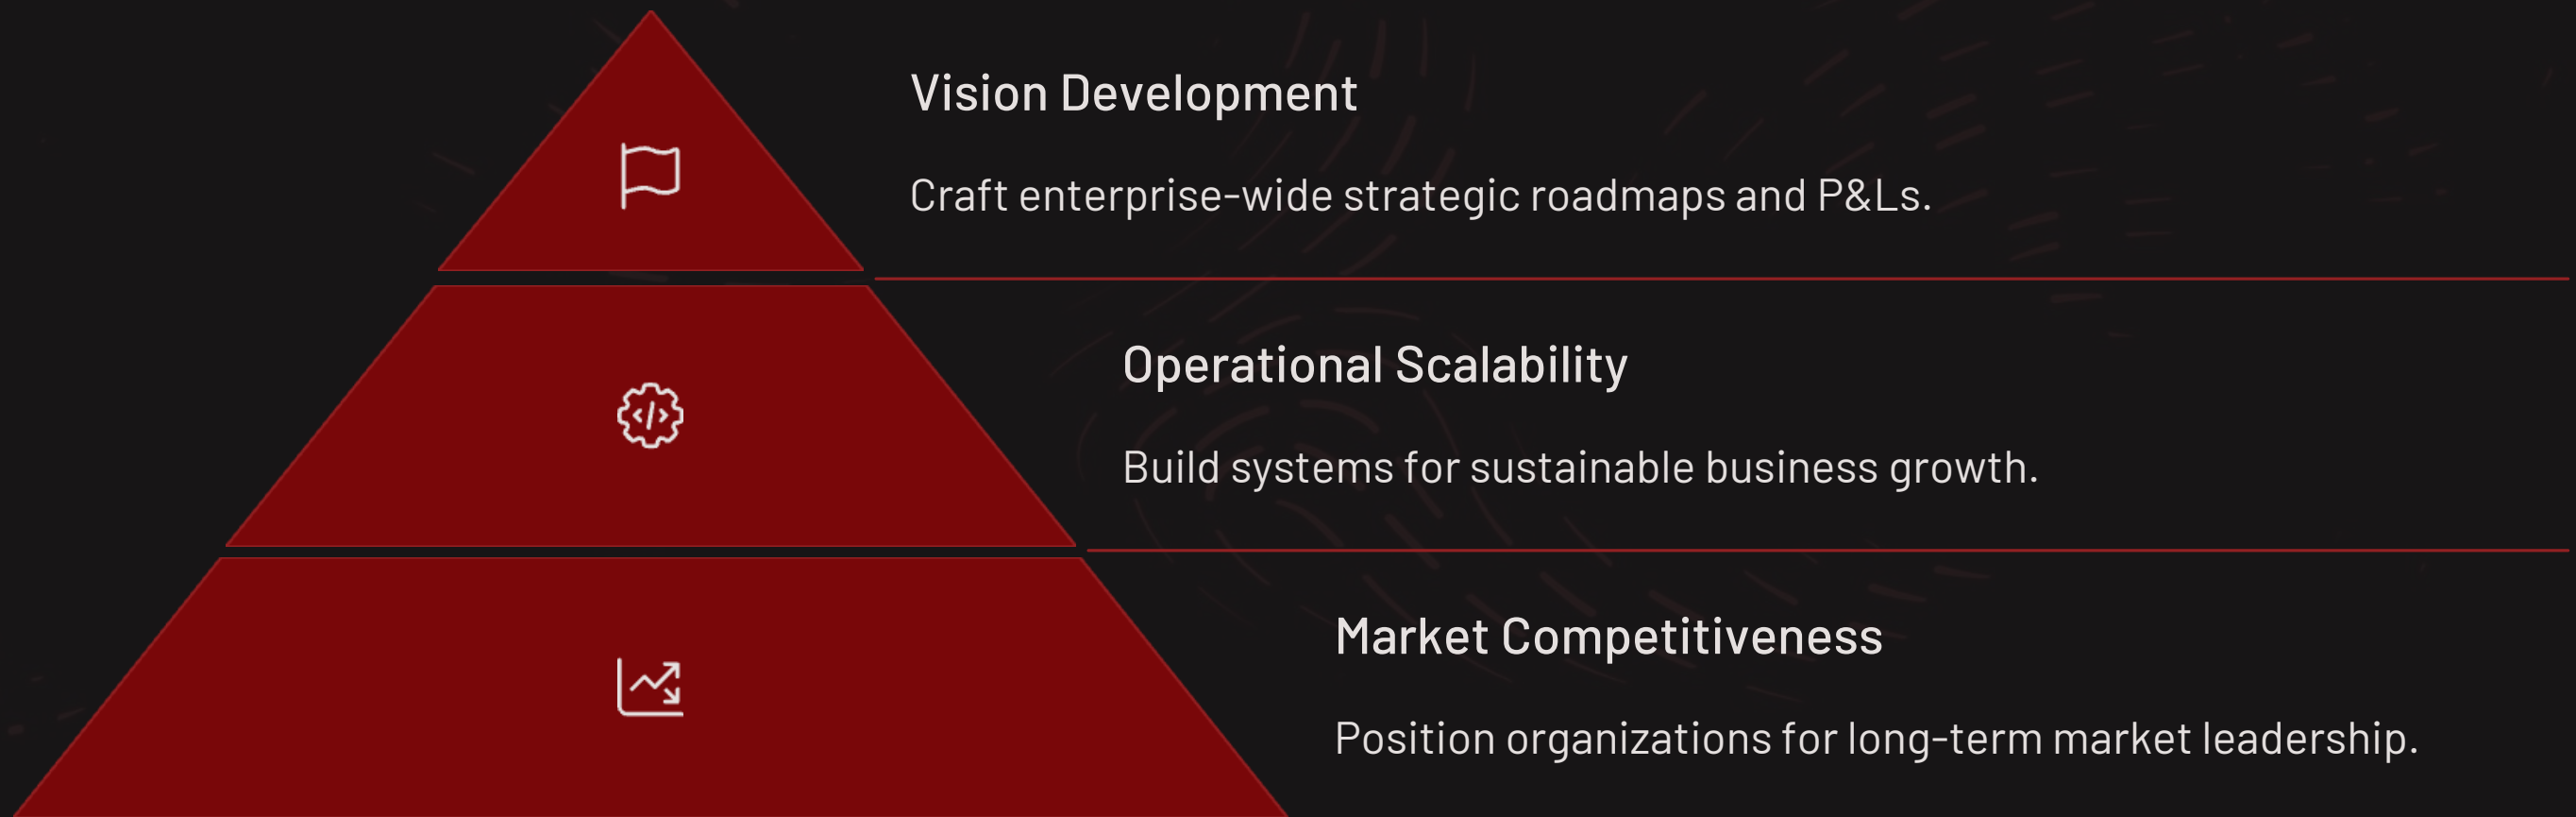 Vision Development
Craft enterprise-wide strategic roadmaps and P&Ls.
Operational Scalability
Build systems for sustainable business growth.
Market Competitiveness
Position organizations for long-term market leadership.